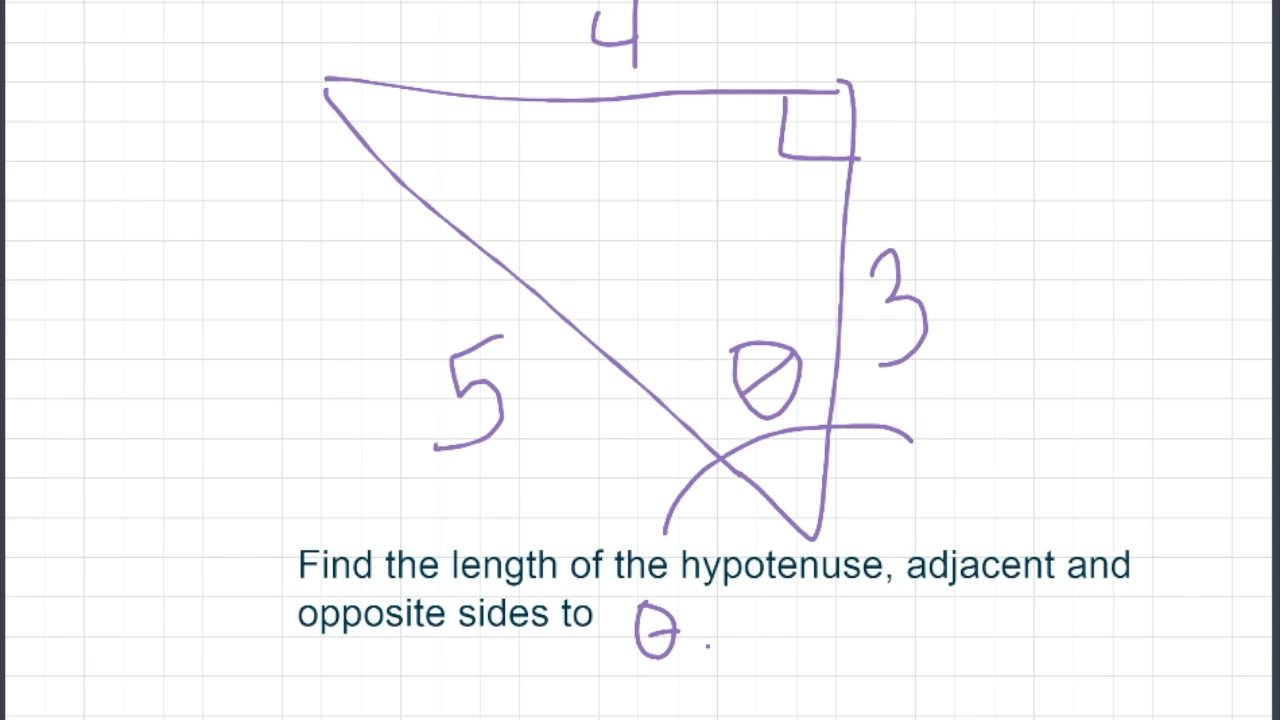 4
3
θ
5
Find the length of the hypotenuse, adjacent and
opposite sides to θ.